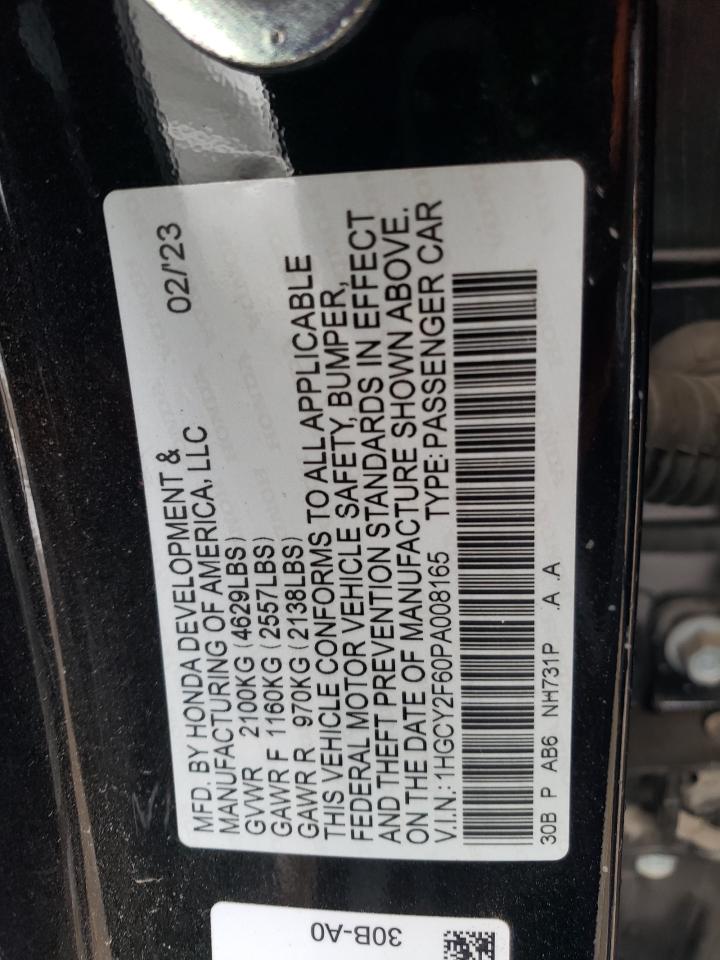 MFD. BY HONDA DEVELOPMENT & 02/'23
MANUFACTURING OF AMERICA, LLC
GVWR 2100KG (4629LBS)
GAWR F 1160KG (2557LBS)
GAWR R 970KG (2138LBS)
THIS VEHICLE CONFORMS TO ALL APPLICABLE
FEDERAL MOTOR VEHICLE SAFETY, BUMPER,
AND THEFT PREVENTION STANDARDS IN EFFECT
ON THE DATE OF MANUFACTURE SHOWN ABOVE.
V.I.N.: 1HGCY2F60PA008165 TYPE: PASSENGER CAR
30B P AB6 NH731P .A .A
30B-A0